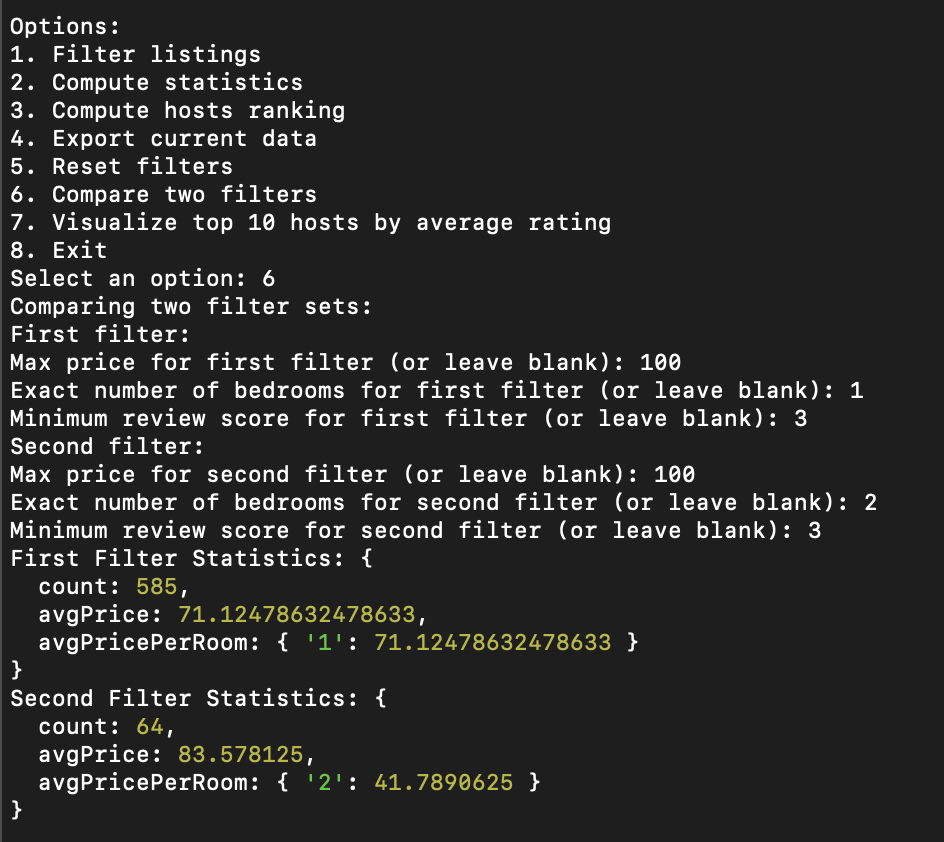 Options:
1. Filter listings
2. Compute statistics
3. Compute hosts ranking
4. Export current data
5. Reset filters
6. Compare two filters
7. Visualize top 10 hosts by average rating
8. Exit
Select an option: 6
Comparing two filter sets:
First filter:
Max price for first filter (or leave blank): 100
Exact number of bedrooms for first filter (or leave blank): 1
Minimum review score for first filter (or leave blank): 3
Second filter:
Max price for second filter (or leave blank): 100
Exact number of bedrooms for second filter (or leave blank): 2
Minimum review score for second filter (or leave blank): 3
First Filter Statistics: {
  count: 585,
  avgPrice: 71.12478632478633,
  avgPricePerRoom: { '1': 71.12478632478633 }
}
Second Filter Statistics: {
  count: 64,
  avgPrice: 83.578125,
  avgPricePerRoom: { '2': 41.7890625 }
}